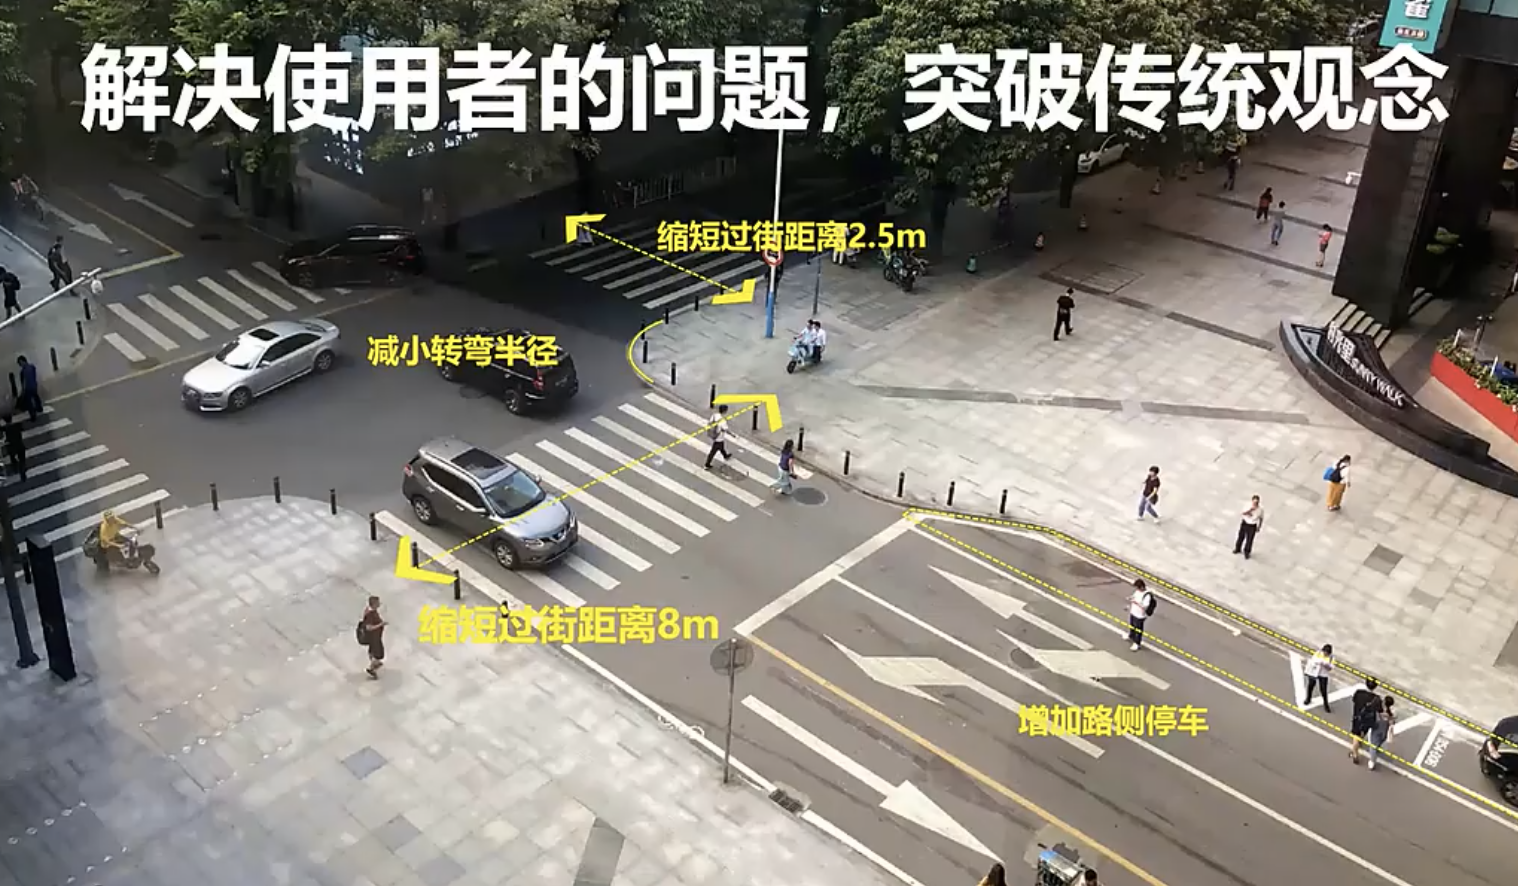 解决使用者的问题，突破传统观念
缩短过街距离2.5m
减小转弯半径
缩短过街距离8m
增加路侧停车